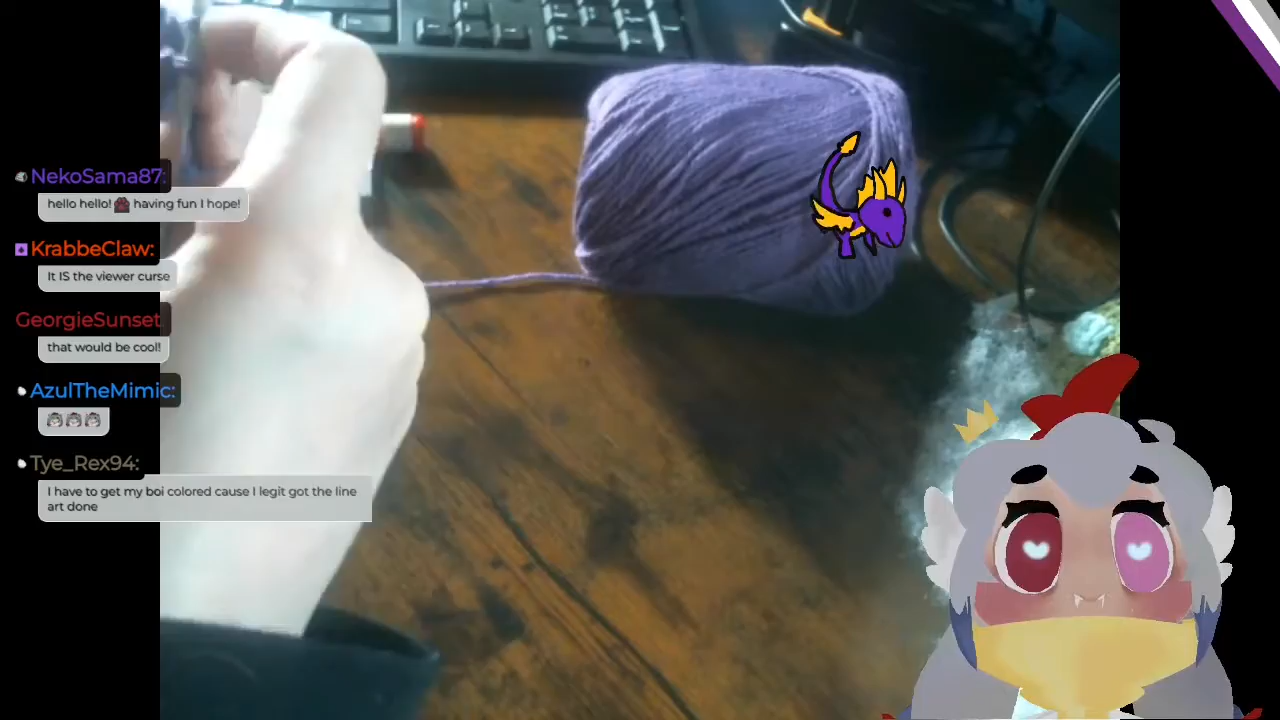 NekoSama87:
hello hello! having fun I hope!
KrabbeClaw:
It IS the viewer curse
GeorgieSunset
that would be cool!
AzulTheMimic:
Tye_Rex94:
I have to get my boi colored cause I legit got the line
art done